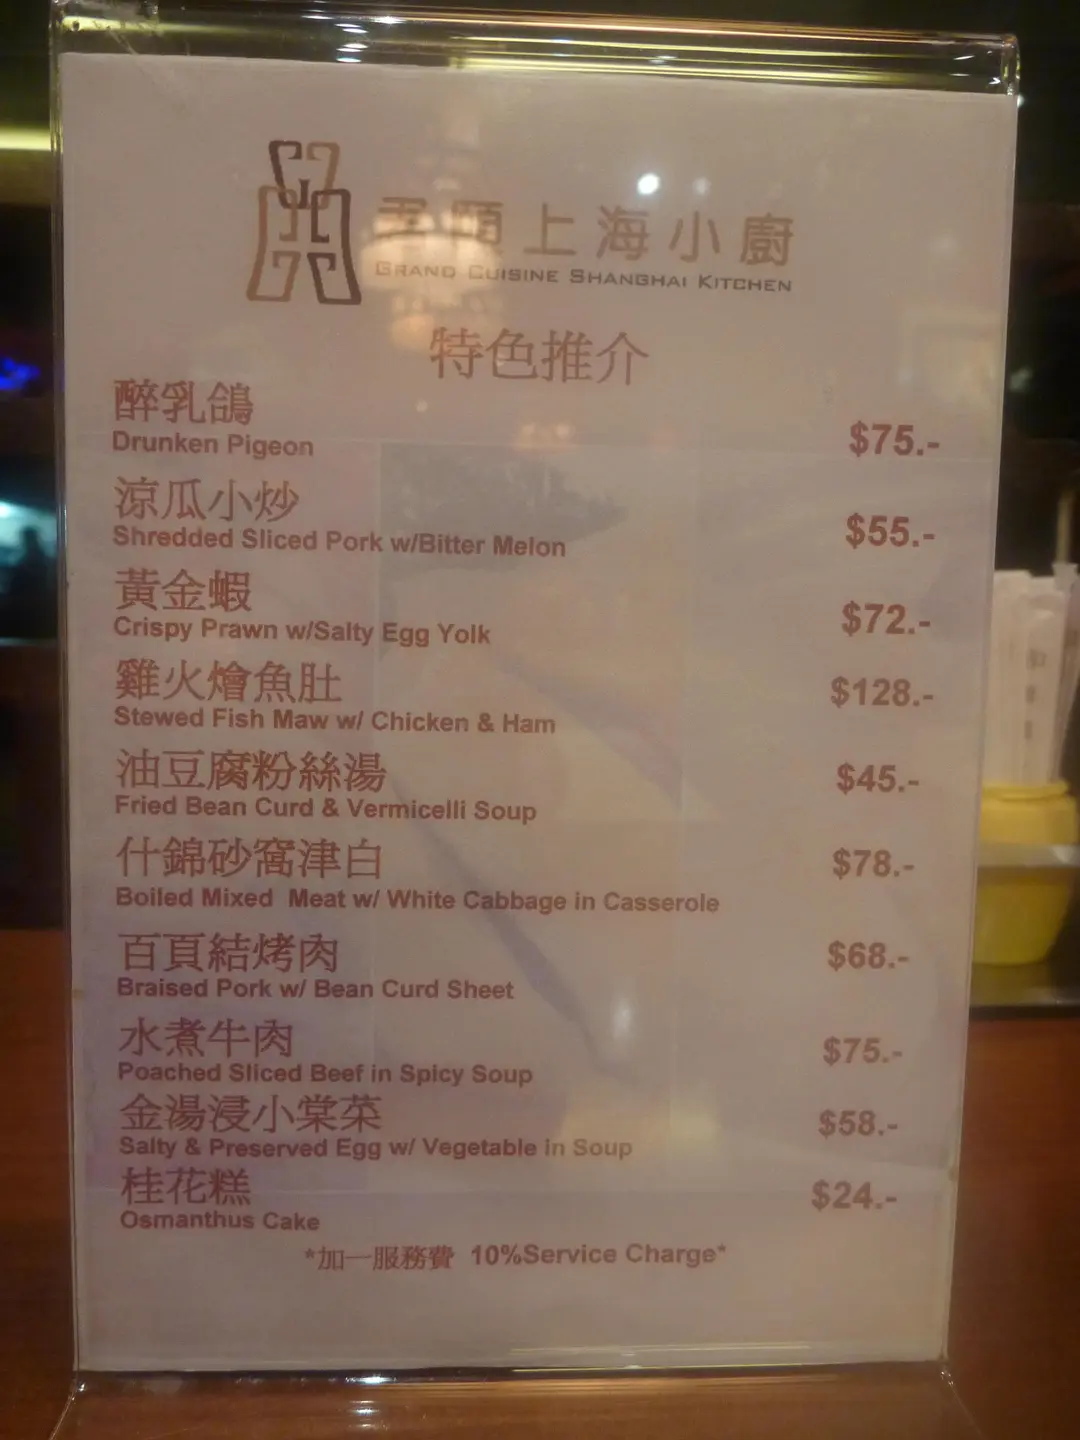 上海小廚
GRAND CUISINE SHANGHAI KITCHEN
特色推介
醉乳鴿
Drunken Pigeon $75.-
涼瓜小炒
Shredded Sliced Pork w/Bitter Melon $55.-
黃金蝦
Crispy Prawn w/Salty Egg Yolk $72.-
雞火燴魚肚
Stewed Fish Maw w/ Chicken & Ham $128.-
油豆腐粉絲湯
Fried Bean Curd & Vermicelli Soup $45.-
什錦砂窩津白
Boiled Mixed Meat w/ White Cabbage in Casserole $78.-
百頁結烤肉
Braised Pork w/ Bean Curd Sheet $68.-
水煮牛肉
Poached Sliced Beef in Spicy Soup $75.-
金湯浸小棠菜
Salty & Preserved Egg w/ Vegetable in Soup $58.-
桂花糕
Osmanthus Cake $24.-
*加一服務費 10%Service Charge*